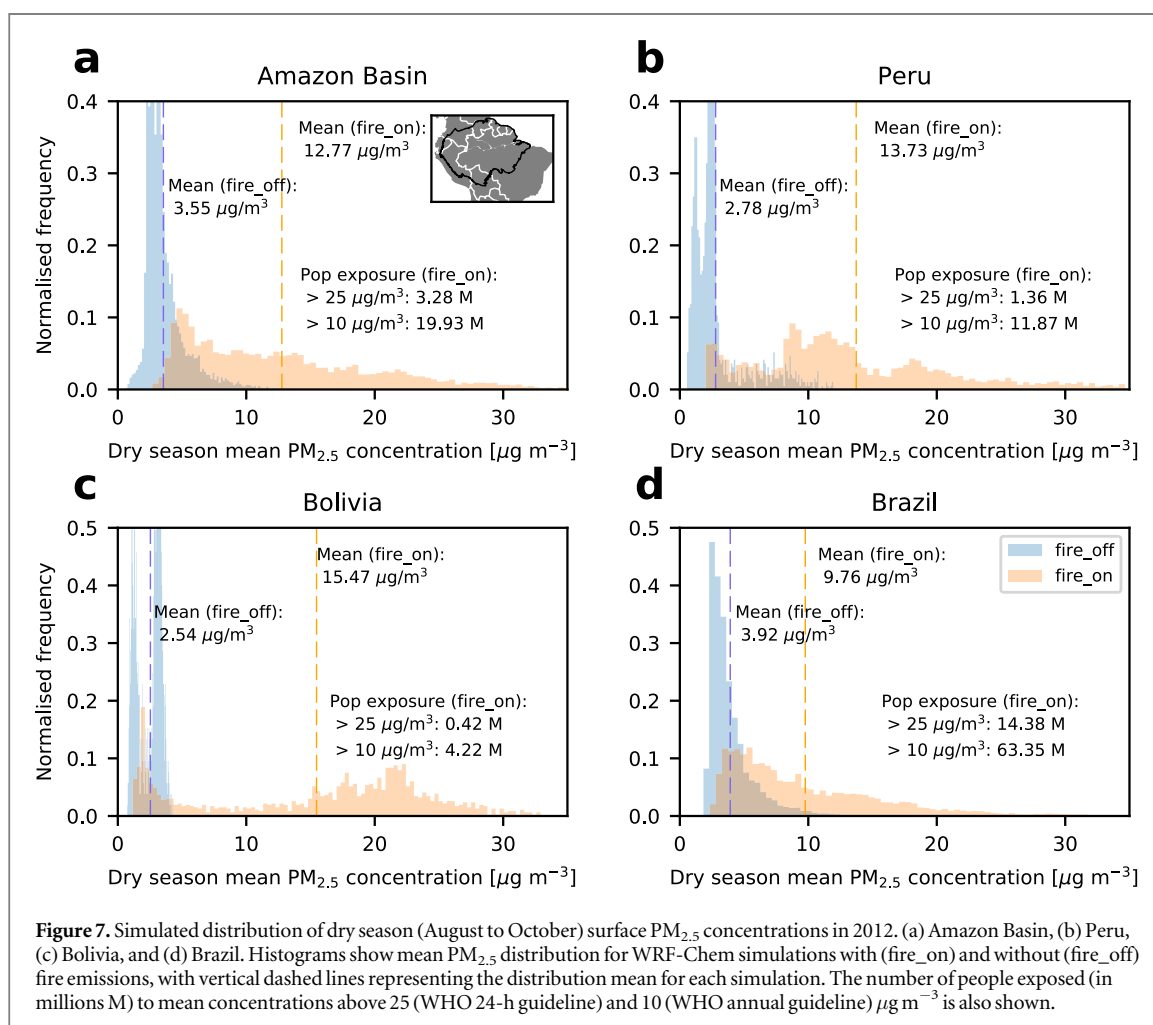 a
Amazon Basin
0.4
0.3
0.2
0.1
0.0
Normalised frequency
Mean (fire_on):
12.77 μg/m³
Mean (fire_off):
3.55 μg/m³
Pop exposure (fire_on):
> 25 μg/m³: 3.28 M
> 10 μg/m³: 19.93 M
0 10 20 30
Dry season mean PM₂.₅ concentration [μg m⁻³]
b
Peru
0.4
0.3
0.2
0.1
0.0
Mean (fire_on):
13.73 μg/m³
Mean (fire_off):
2.78 μg/m³
Pop exposure (fire_on):
> 25 μg/m³: 1.36 M
> 10 μg/m³: 11.87 M
0 10 20 30
Dry season mean PM₂.₅ concentration [μg m⁻³]
c
Bolivia
0.5
0.4
0.3
0.2
0.1
0.0
Normalised frequency
Mean (fire_on):
15.47 μg/m³
Mean (fire_off):
2.54 μg/m³
Pop exposure (fire_on):
> 25 μg/m³: 0.42 M
> 10 μg/m³: 4.22 M
0 10 20 30
Dry season mean PM₂.₅ concentration [μg m⁻³]
d
Brazil
0.5
0.4
0.3
0.2
0.1
0.0
Mean (fire_on):
9.76 μg/m³
fire_off
fire_on
Mean (fire_off):
3.92 μg/m³
Pop exposure (fire_on):
> 25 μg/m³: 14.38 M
> 10 μg/m³: 63.35 M
0 10 20 30
Dry season mean PM₂.₅ concentration [μg m⁻³]
Figure 7. Simulated distribution of dry season (August to October) surface PM₂.₅ concentrations in 2012. (a) Amazon Basin, (b) Peru,
(c) Bolivia, and (d) Brazil. Histograms show mean PM₂.₅ distribution for WRF-Chem simulations with (fire_on) and without (fire_off)
fire emissions, with vertical dashed lines representing the distribution mean for each simulation. The number of people exposed (in
millions M) to mean concentrations above 25 (WHO 24-h guideline) and 10 (WHO annual guideline) μg m⁻³ is also shown.